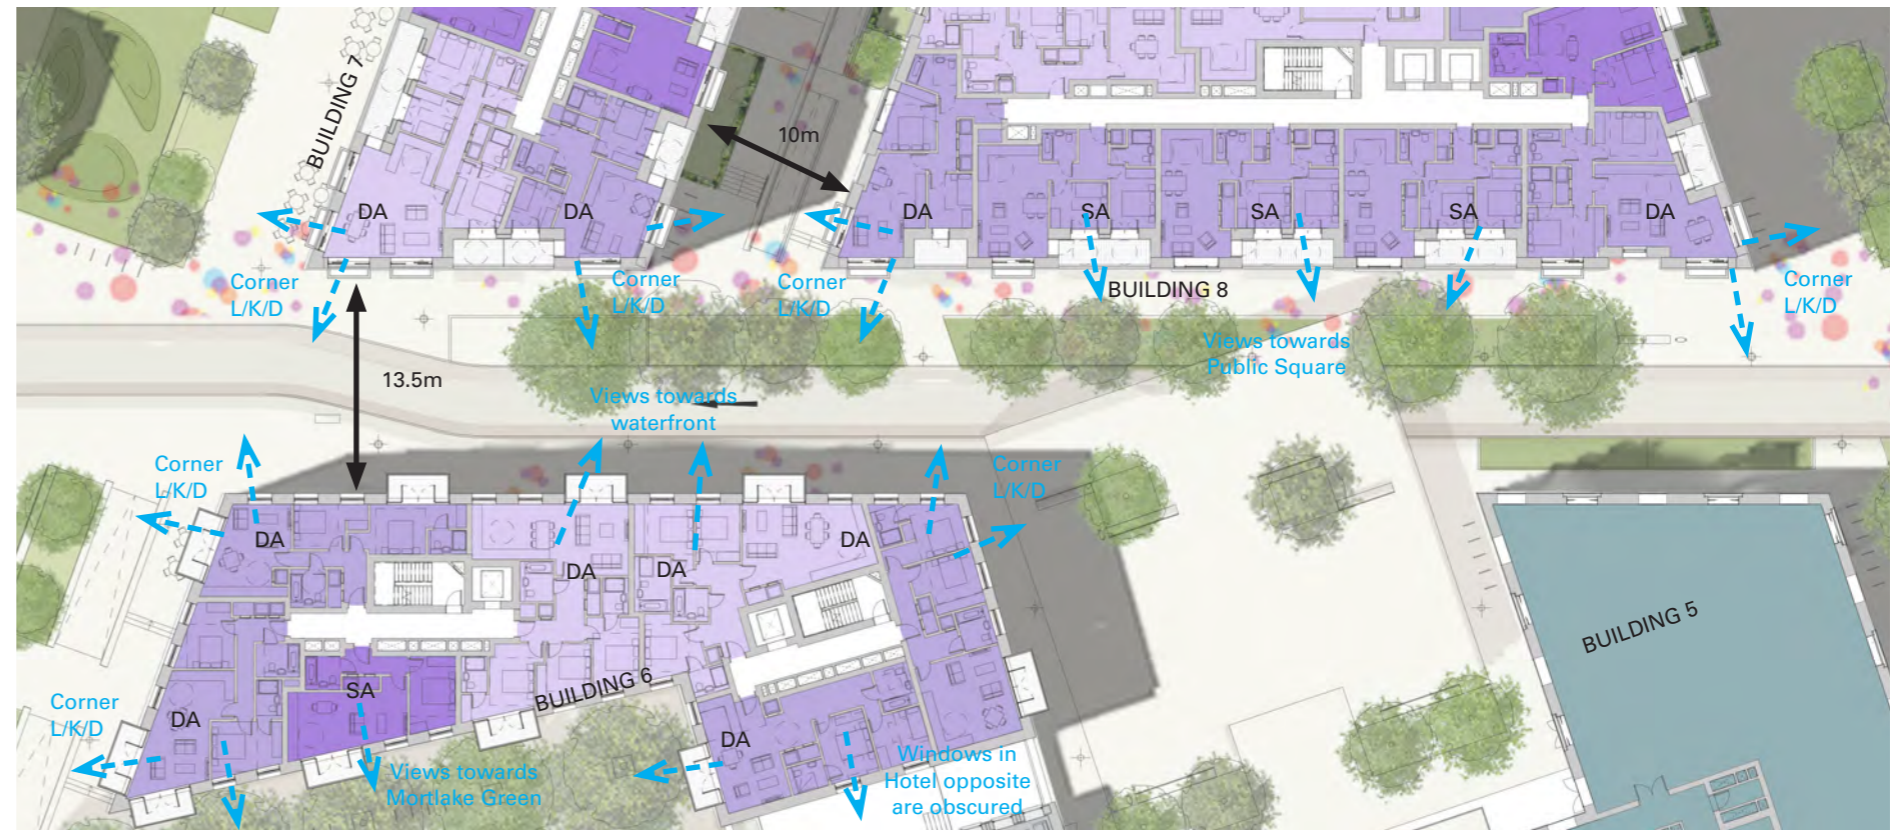 BUILDING 7
10m
DA
DA
DA
SA
SA
SA
DA
Corner
L/K/D
Corner
L/K/D
Corner
L/K/D
BUILDING 8
Corner
L/K/D
Views towards
Public Square
13.5m
Views towards
waterfront
Corner
L/K/D
Corner
L/K/D
DA
DA
DA
DA
BUILDING 5
SA
BUILDING 6
Corner
L/K/D
DA
DA
Views towards
Mortlake Green
Windows in
Hotel opposite
are obscured